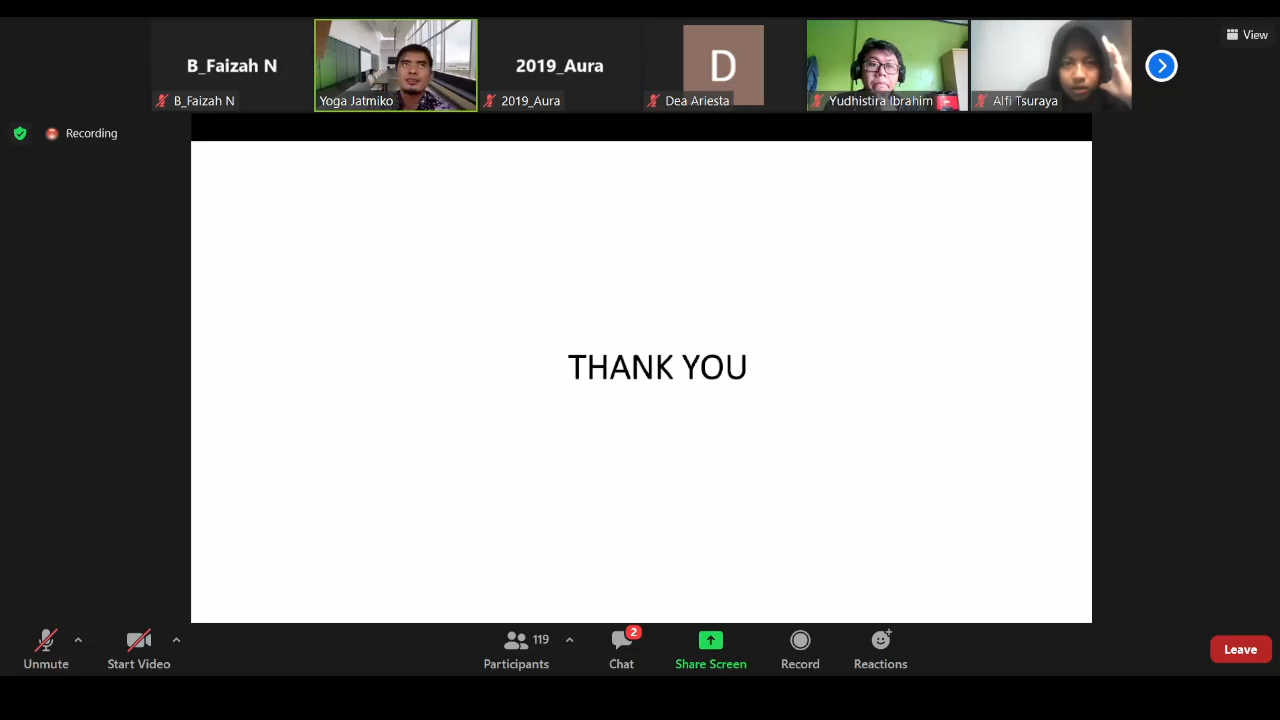 B_Faizah N
2019_Aura
D
B_Faizah N
Yoga Jatmiko
2019_Aura
Dea Ariesta
Yudhistira Ibrahim
Alfi Tsuraya
View
Recording
THANK YOU
119
2
Unmute
Start Video
Participants
Chat
Share Screen
Record
Reactions
Leave